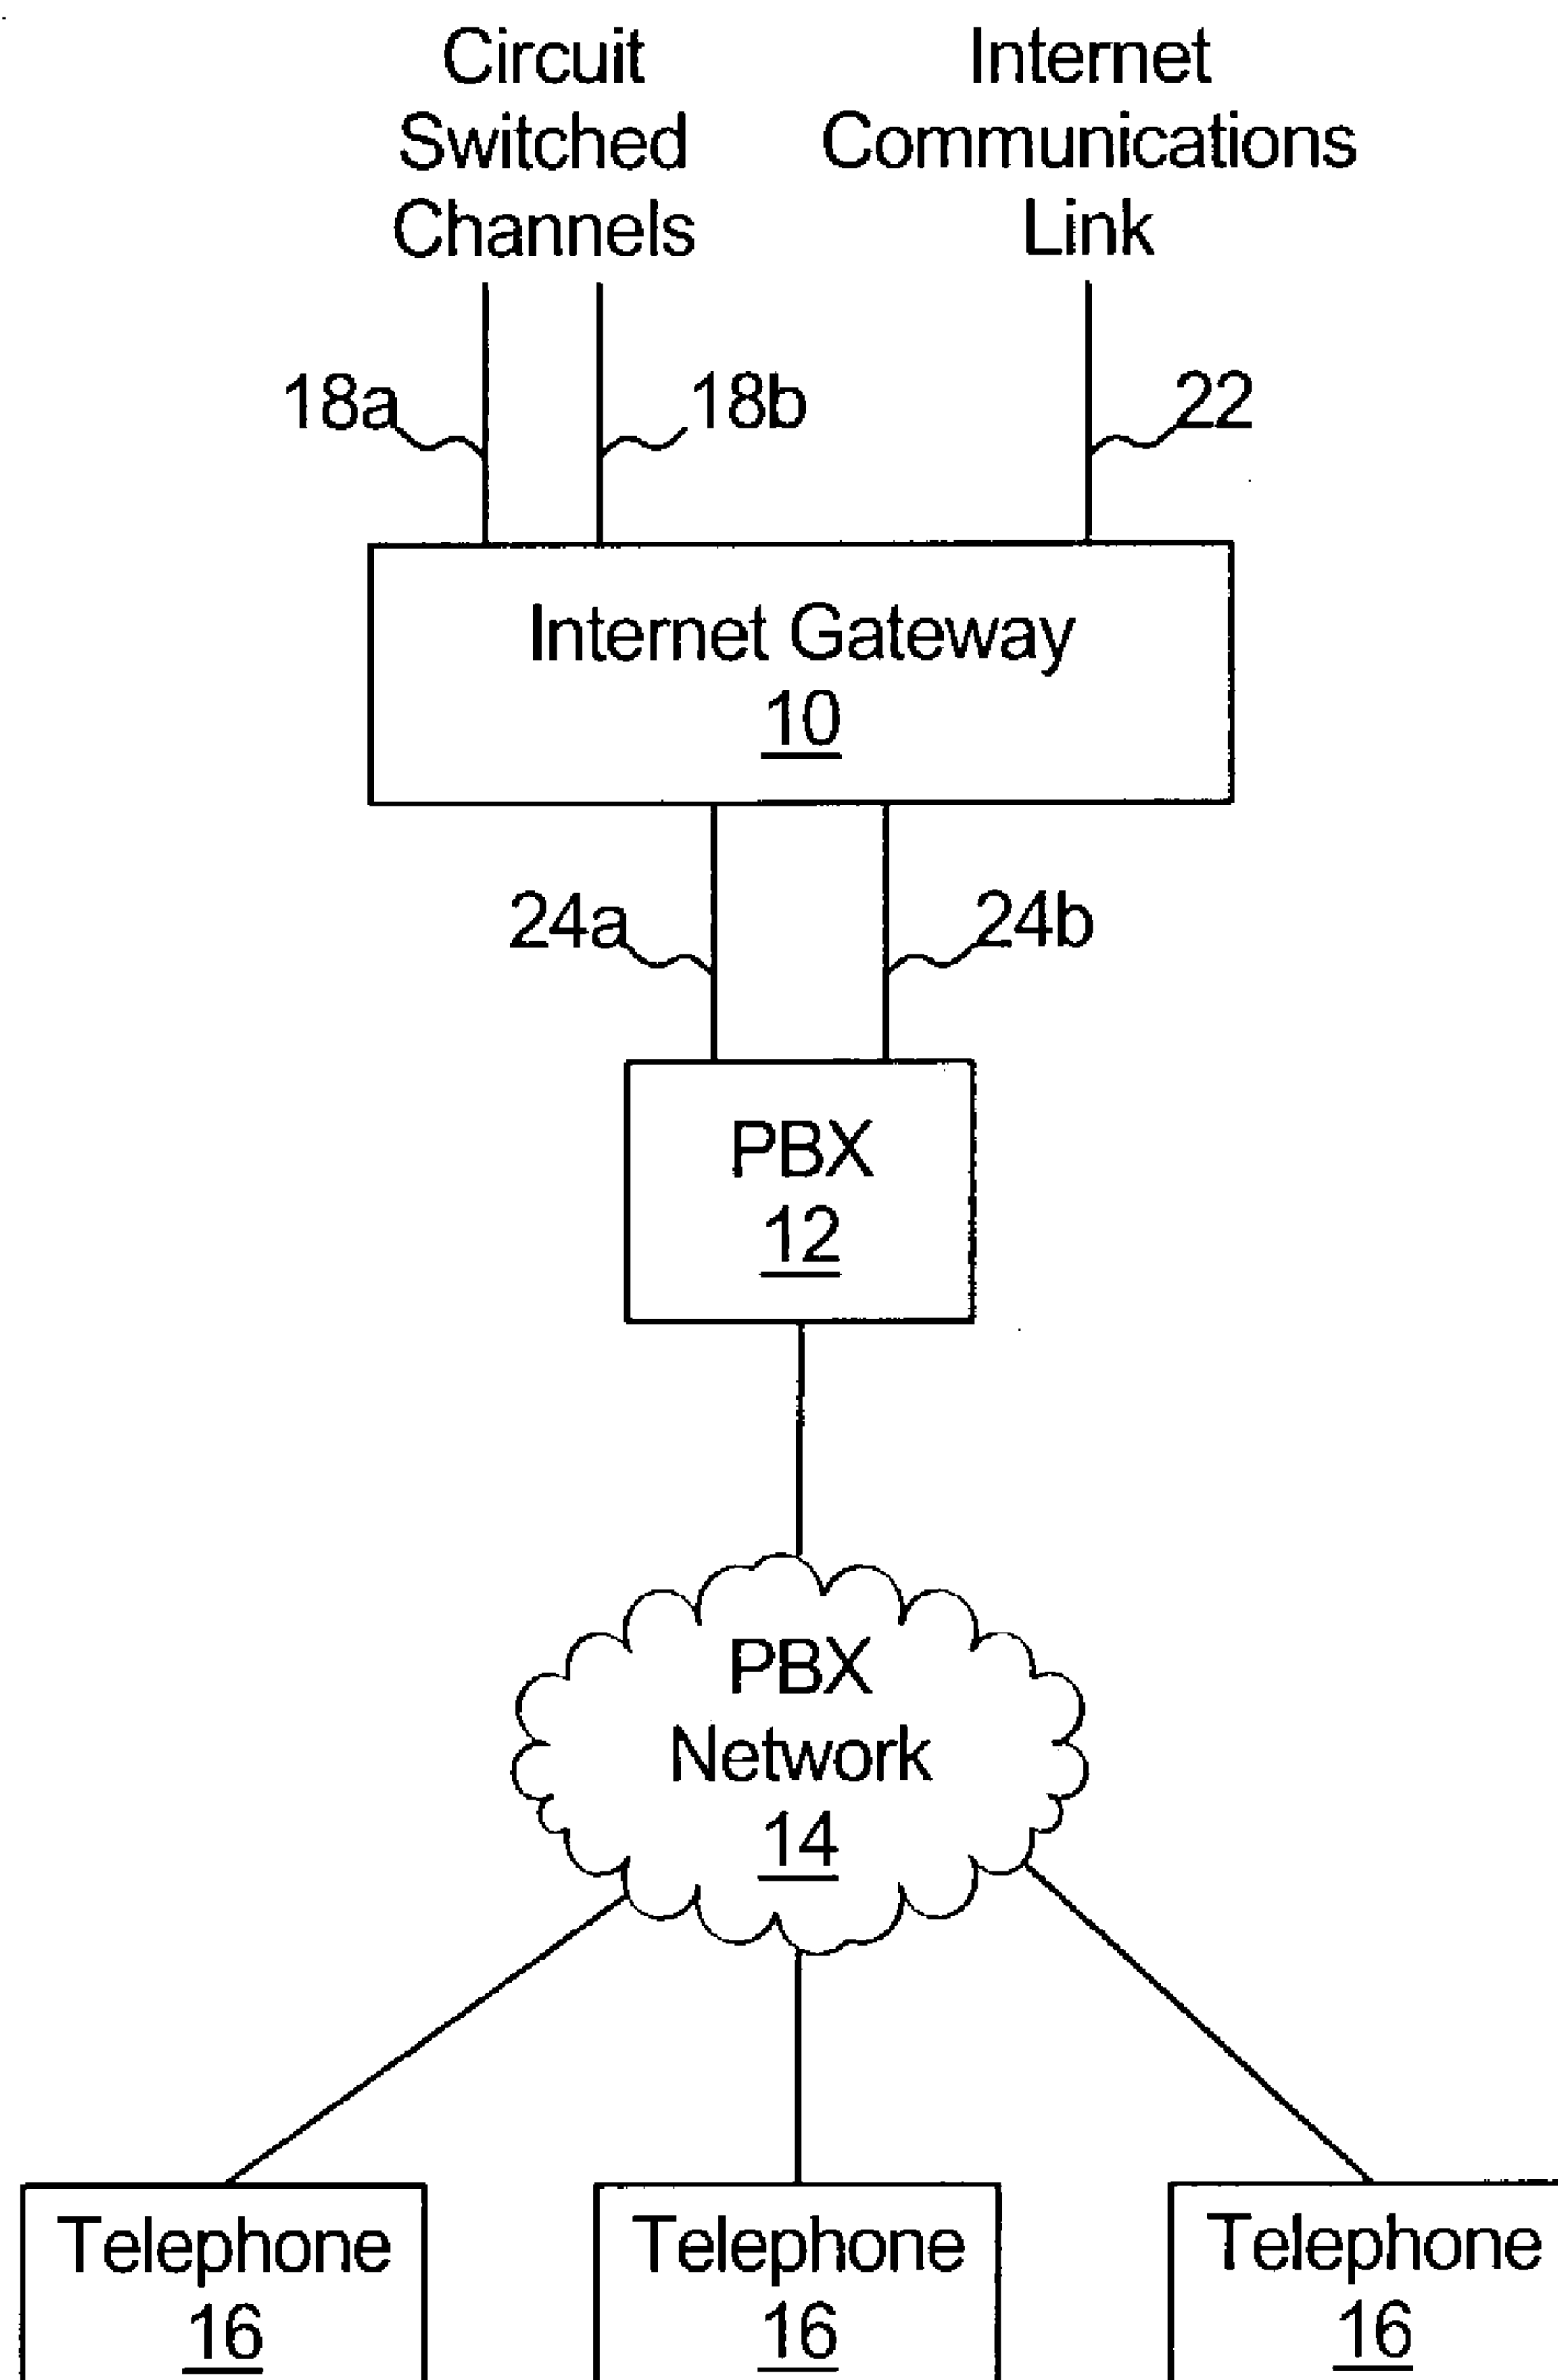 Circuit
Switched
Channels
Internet
Communications
Link
18a
18b
22
Internet Gateway
10
24a
24b
PBX
12
PBX
Network
14
Telephone
16
Telephone
16
Telephone
16